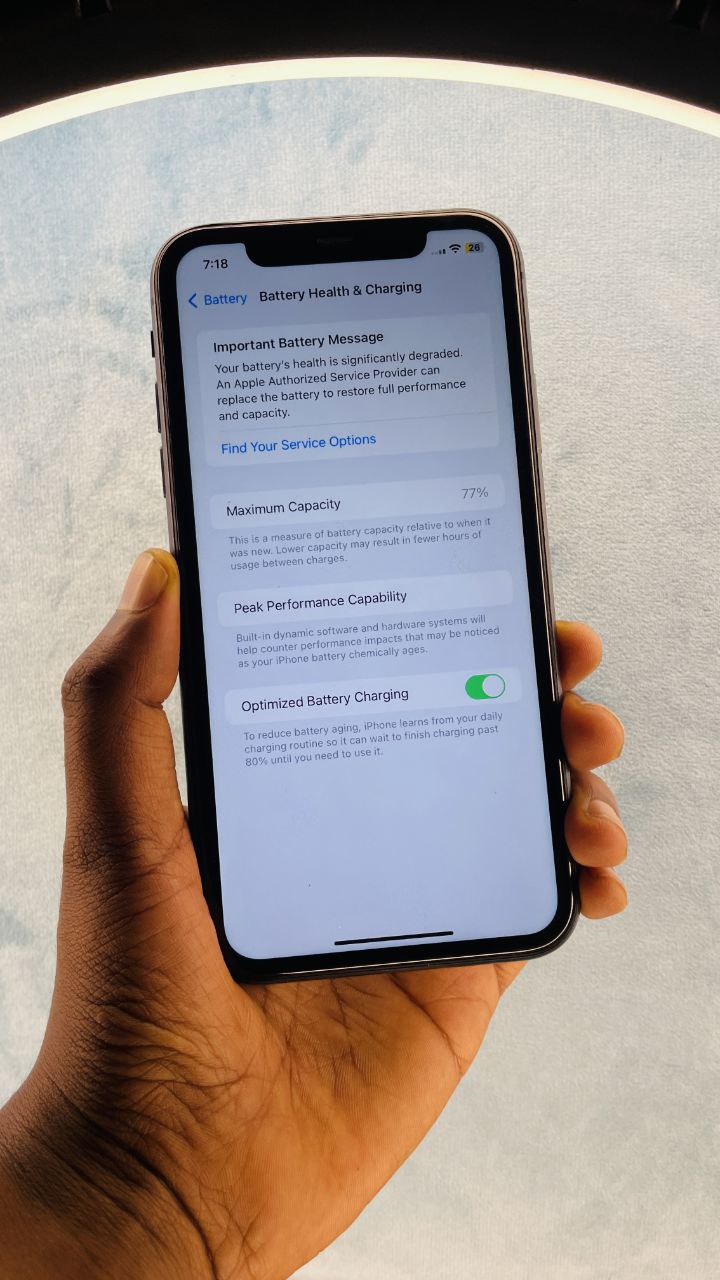 7:18
26
Battery
Battery Health & Charging
Important Battery Message
Your battery's health is significantly degraded.
An Apple Authorized Service Provider can
replace the battery to restore full performance
and capacity.
Find Your Service Options
Maximum Capacity
77%
This is a measure of battery capacity relative to when it
was new. Lower capacity may result in fewer hours of
usage between charges.
Peak Performance Capability
Built-in dynamic software and hardware systems will
help counter performance impacts that may be noticed
as your iPhone battery chemically ages.
Optimized Battery Charging
To reduce battery aging, iPhone learns from your daily
charging routine so it can wait to finish charging past
80% until you need to use it.